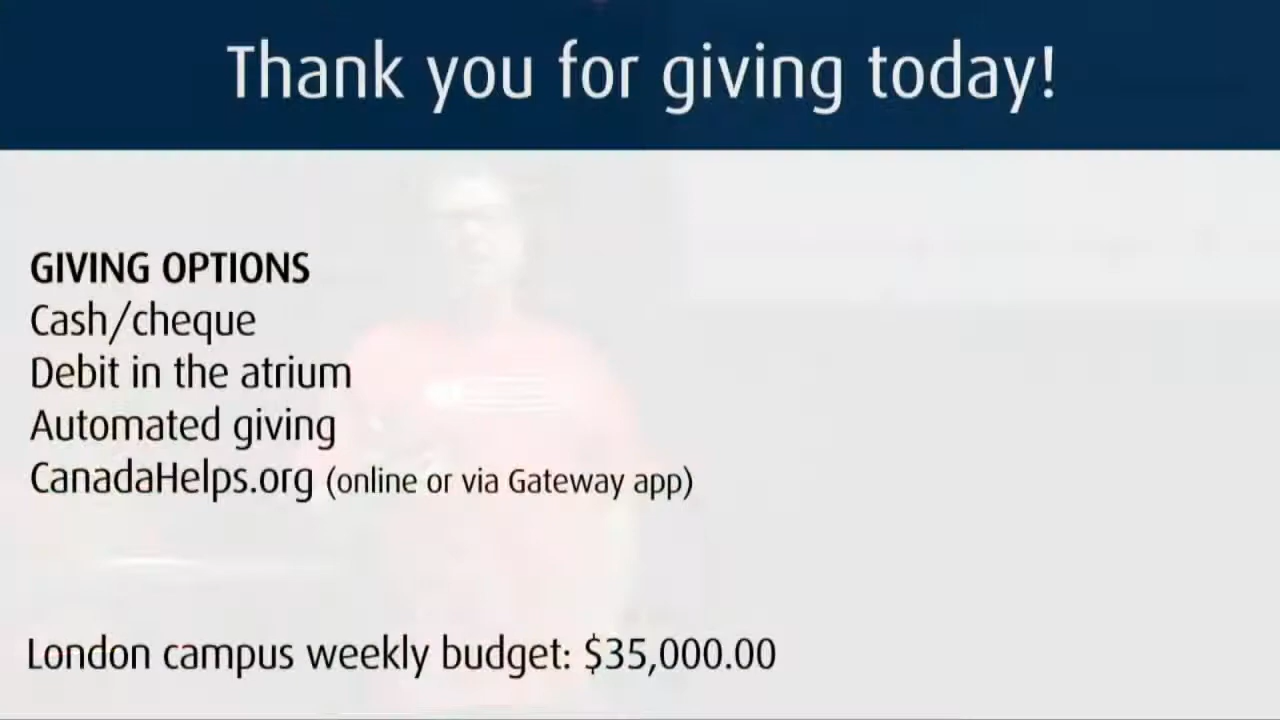 Thank you for giving today!
GIVING OPTIONS
Cash/cheque
Debit in the atrium
Automated giving
CanadaHelps.org (online or via Gateway app)
London campus weekly budget: $35,000.00